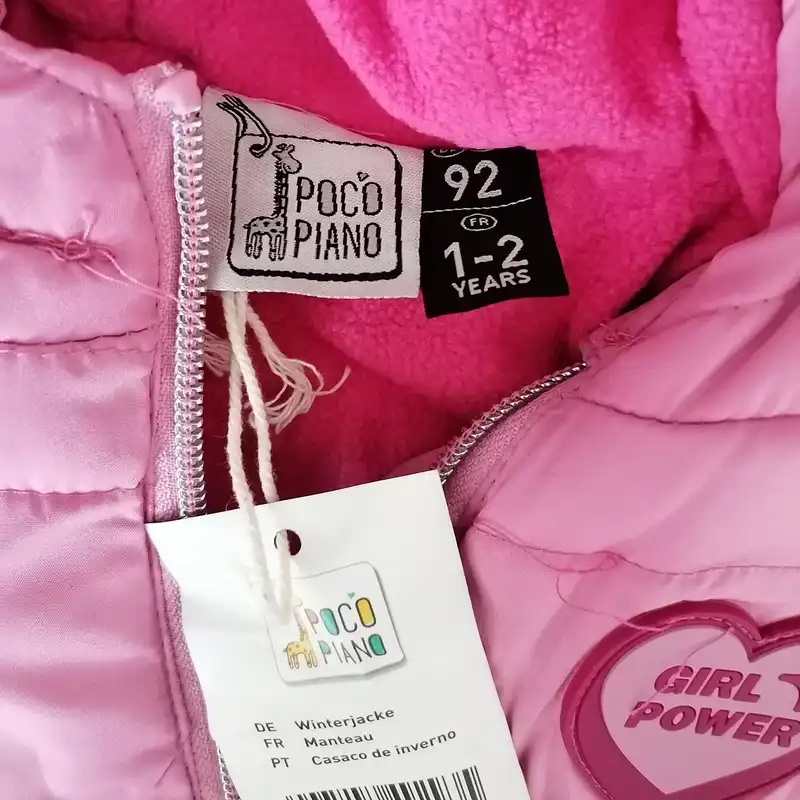 POCO
PIANO
92
FR
1-2
YEARS
POCO
PIANO
DE Winterjacke
FR Manteau
PT Casaco de inverno
GIRL
POWER